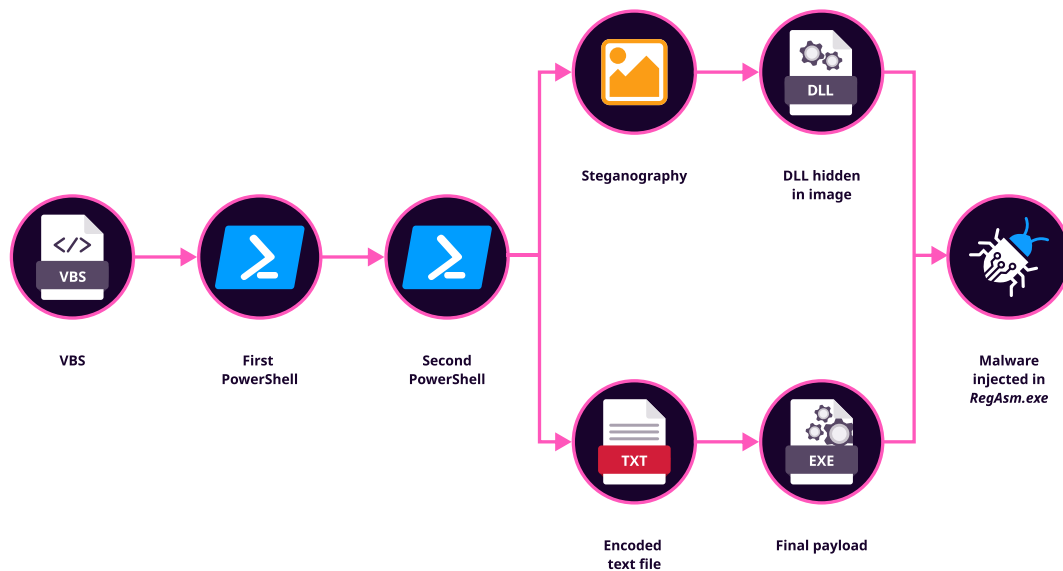 DLL
Steganography
DLL hidden
in image
</>
VBS
VBS
First
PowerShell
Second
PowerShell
Malware
injected in
RegAsm.exe
TXT
EXE
Encoded
text file
Final payload